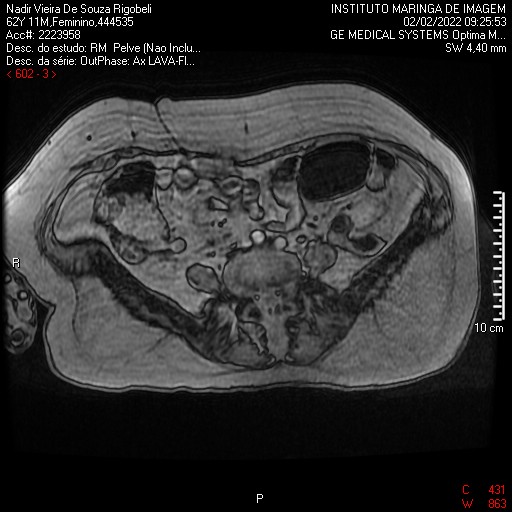 Nadir Vieira De Souza Rigobeli
62Y 11M,Feminino,444535
Acc#: 2223958
Desc. do estudo: RM  Pelve (Nao Inclu...
Desc. da série: OutPhase: Ax LAVA-Fl...
< 602 - 3 >
INSTITUTO MARINGA DE IMAGEM
02/02/2022 09:25:53
GE MEDICAL SYSTEMS Optima M...
SW 4,40 mm
R
10 cm
P
C 431
W 863